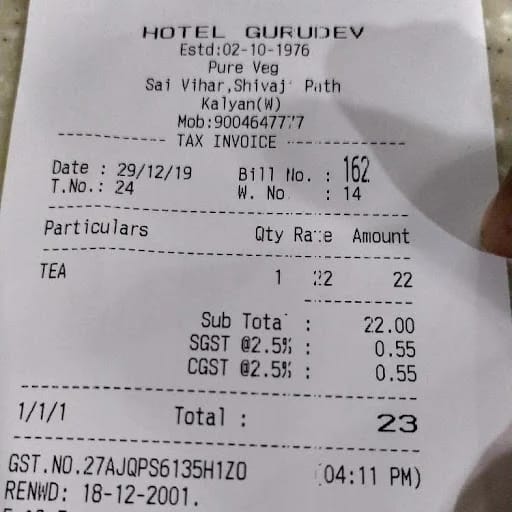 HOTEL GURUDEV
Estd:02-10-1976
Pure Veg
Sai Vihar,Shivaji Path
Kalyan(W)
Mob:9004647777
TAX INVOICE
Date : 29/12/19 Bill No. : 162
T.No.: 24 W. No : 14
Particulars Qty Rate Amount
TEA 1 22 22
Sub Total : 22.00
SGST @2.5% : 0.55
CGST @2.5% : 0.55
1/1/1 Total : 23
GST.NO.27AJQPS6135H1ZO (04:11 PM)
RENWD: 18-12-2001.